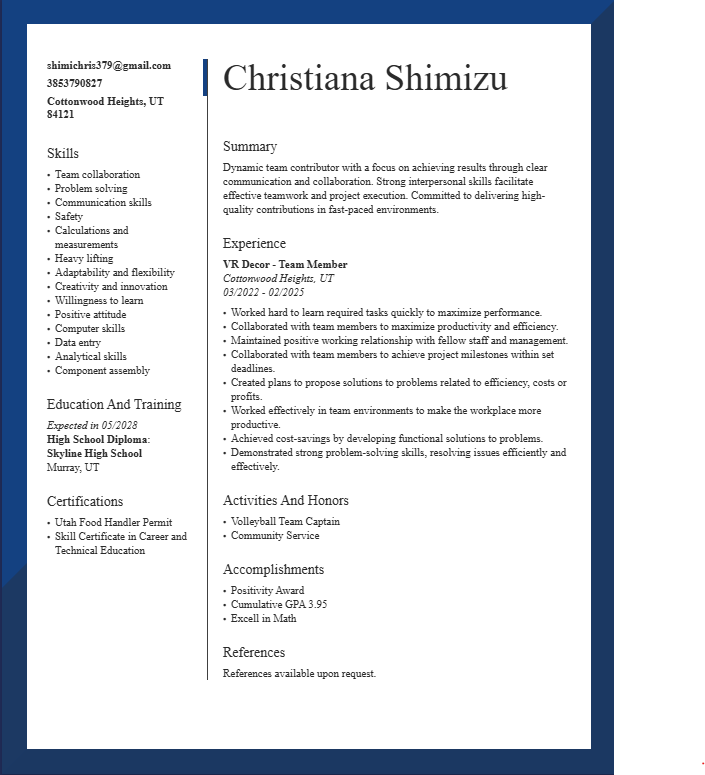 shimichris379@gmail.com
3853790827
Cottonwood Heights, UT
84121
Skills
• Team collaboration
• Problem solving
• Communication skills
• Safety
• Calculations and
measurements
• Heavy lifting
• Adaptability and flexibility
• Creativity and innovation
• Willingness to learn
• Positive attitude
• Computer skills
• Data entry
• Analytical skills
• Component assembly
Education And Training
Expected in 05/2028
High School Diploma:
Skyline High School
Murray, UT
Certifications
• Utah Food Handler Permit
• Skill Certificate in Career and
Technical Education
Christiana Shimizu
Summary
Dynamic team contributor with a focus on achieving results through clear
communication and collaboration. Strong interpersonal skills facilitate
effective teamwork and project execution. Committed to delivering high-
quality contributions in fast-paced environments.
Experience
VR Decor - Team Member
Cottonwood Heights, UT
03/2022 - 02/2025
• Worked hard to learn required tasks quickly to maximize performance.
• Collaborated with team members to maximize productivity and efficiency.
• Maintained positive working relationship with fellow staff and management.
• Collaborated with team members to achieve project milestones within set
deadlines.
• Created plans to propose solutions to problems related to efficiency, costs or
profits.
• Worked effectively in team environments to make the workplace more
productive.
• Achieved cost-savings by developing functional solutions to problems.
• Demonstrated strong problem-solving skills, resolving issues efficiently and
effectively.
Activities And Honors
• Volleyball Team Captain
• Community Service
Accomplishments
• Positivity Award
• Cumulative GPA 3.95
• Excell in Math
References
References available upon request.